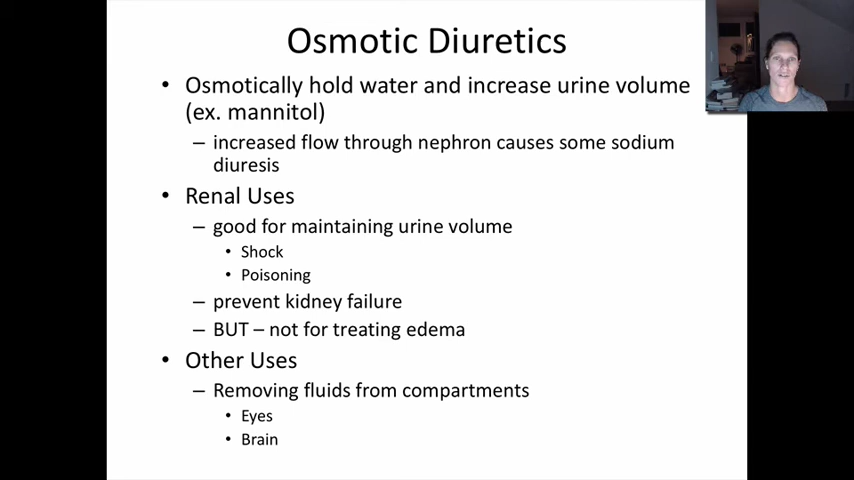 Osmotic Diuretics
• Osmotically hold water and increase urine volume
(ex. mannitol)
– increased flow through nephron causes some sodium
diuresis
• Renal Uses
– good for maintaining urine volume
• Shock
• Poisoning
– prevent kidney failure
– BUT – not for treating edema
• Other Uses
– Removing fluids from compartments
• Eyes
• Brain